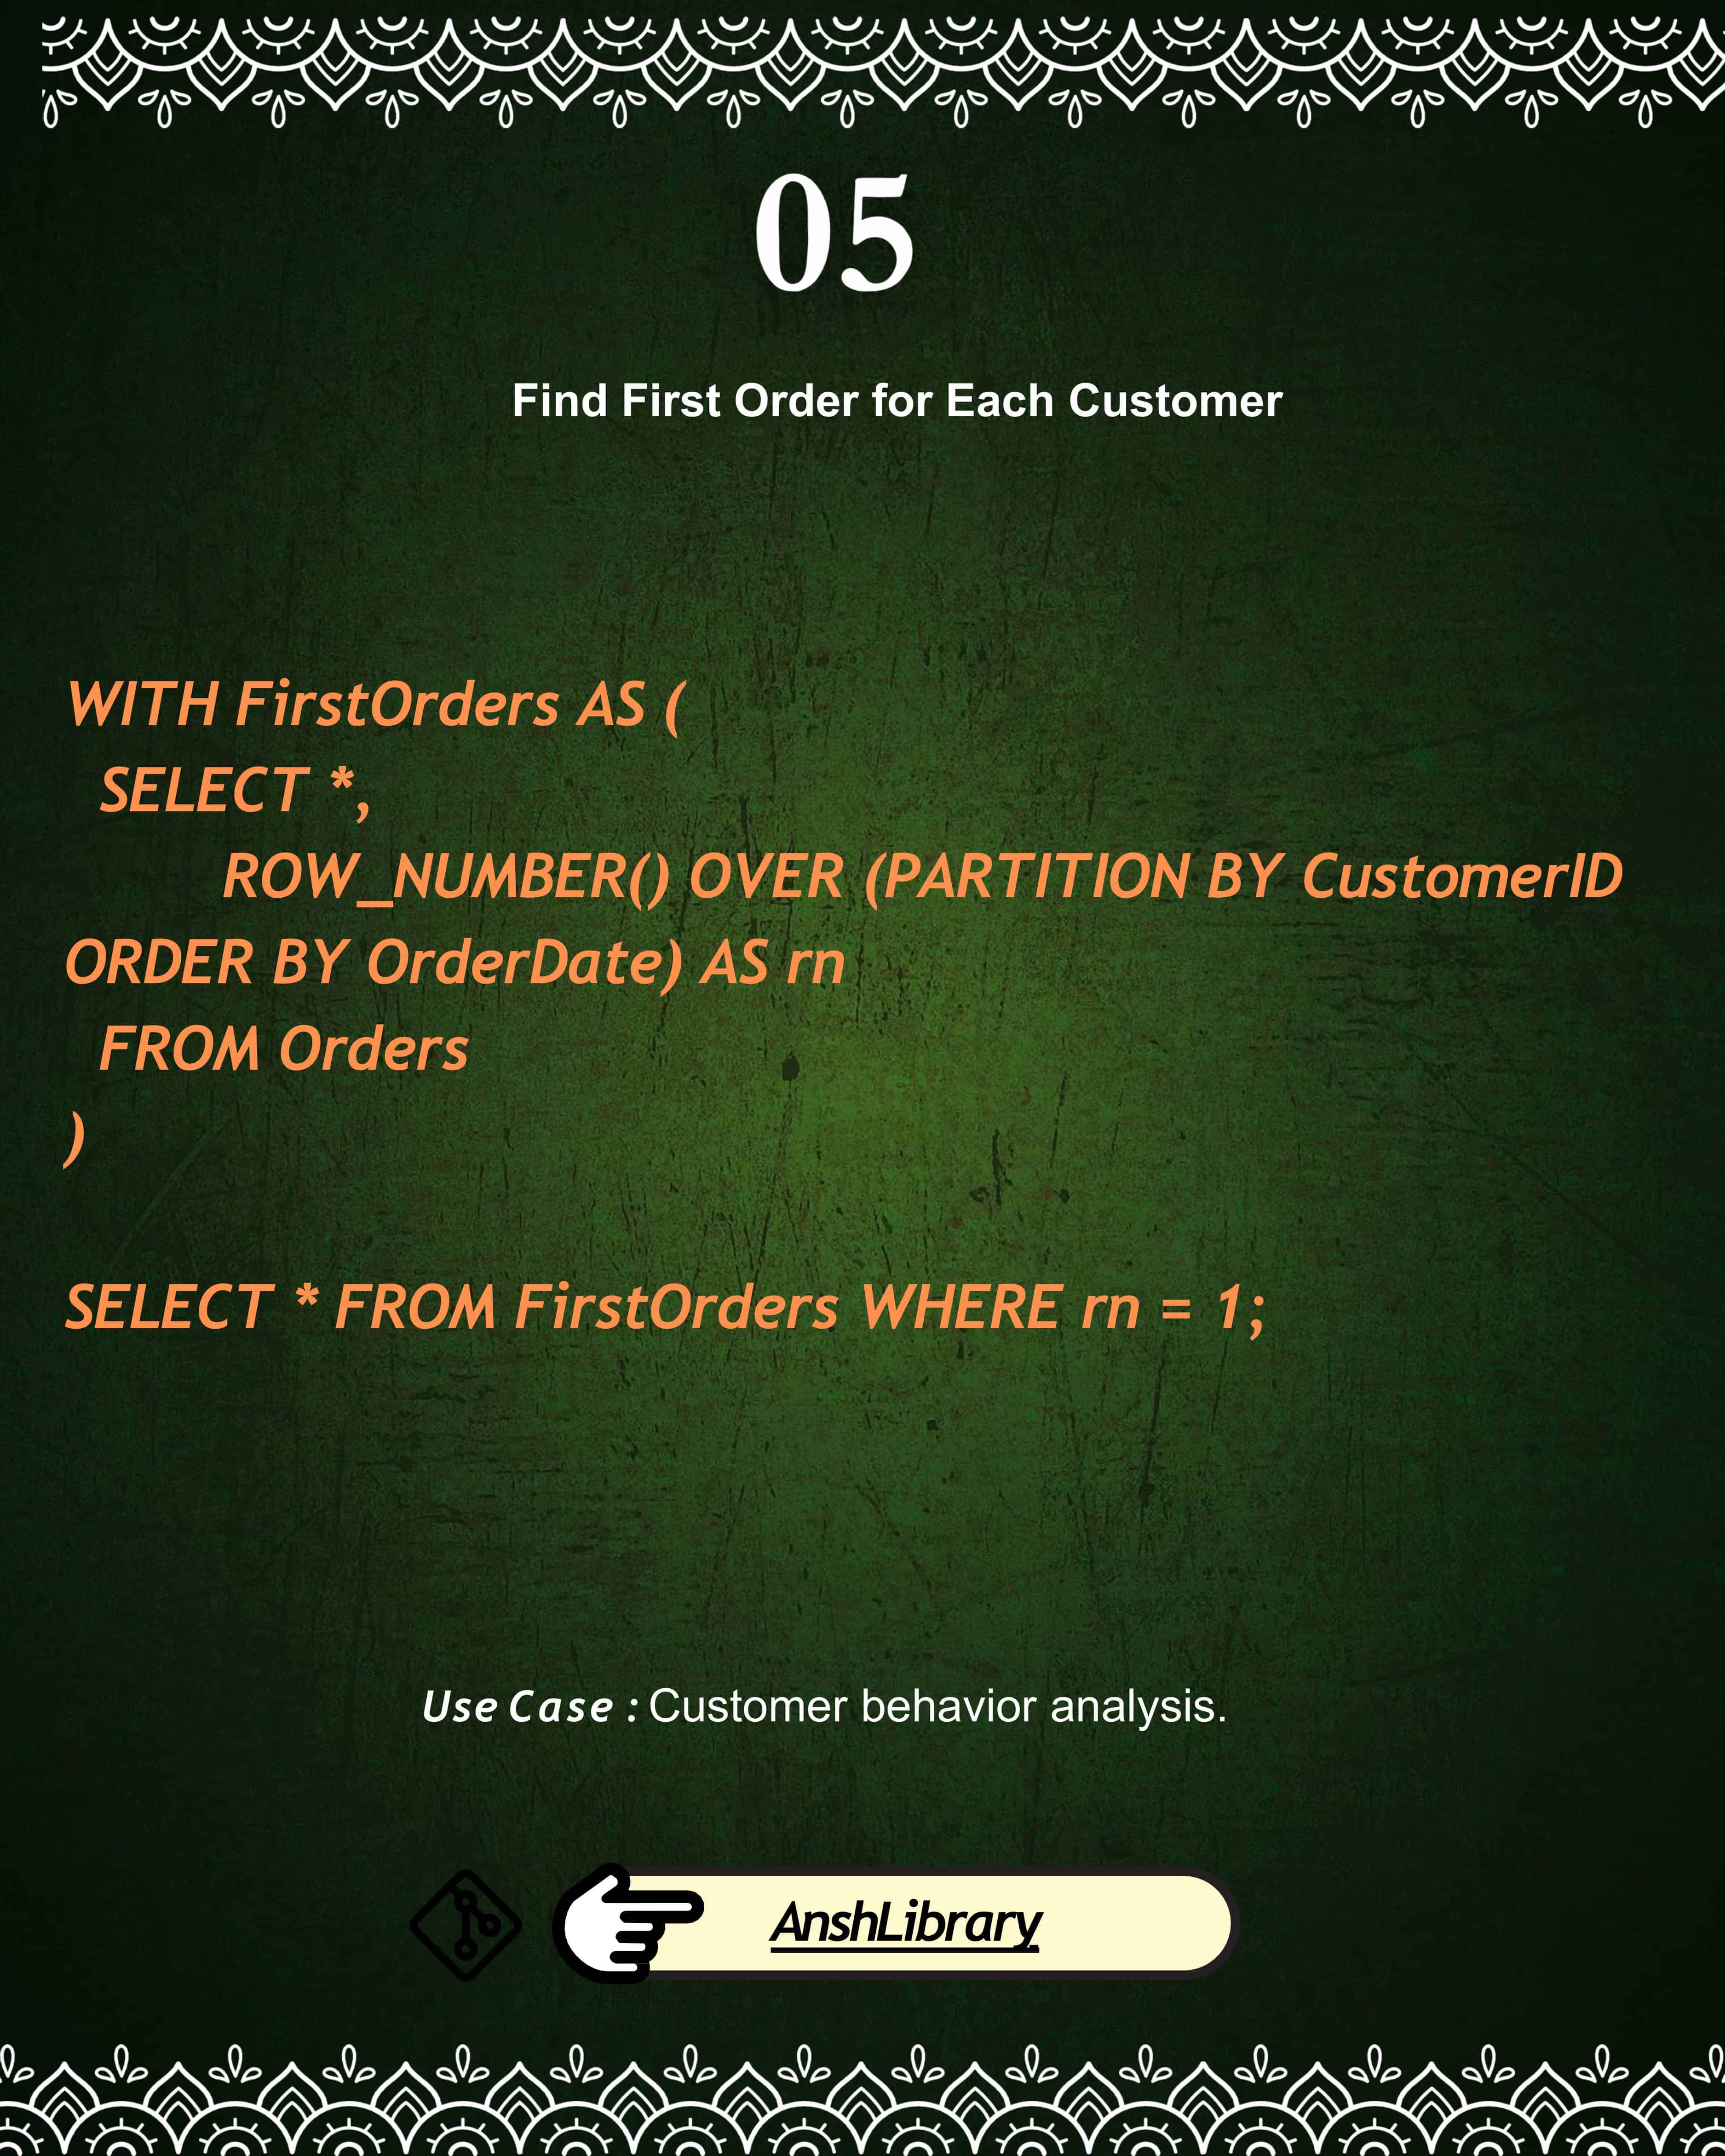 05
Find First Order for Each Customer
WITH FirstOrders AS (
SELECT *,
ROW_NUMBER() OVER (PARTITION BY CustomerID
ORDER BY OrderDate) AS rn
FROM Orders
)
SELECT * FROM FirstOrders WHERE rn = 1;
Use Case : Customer behavior analysis.
AnshLibrary